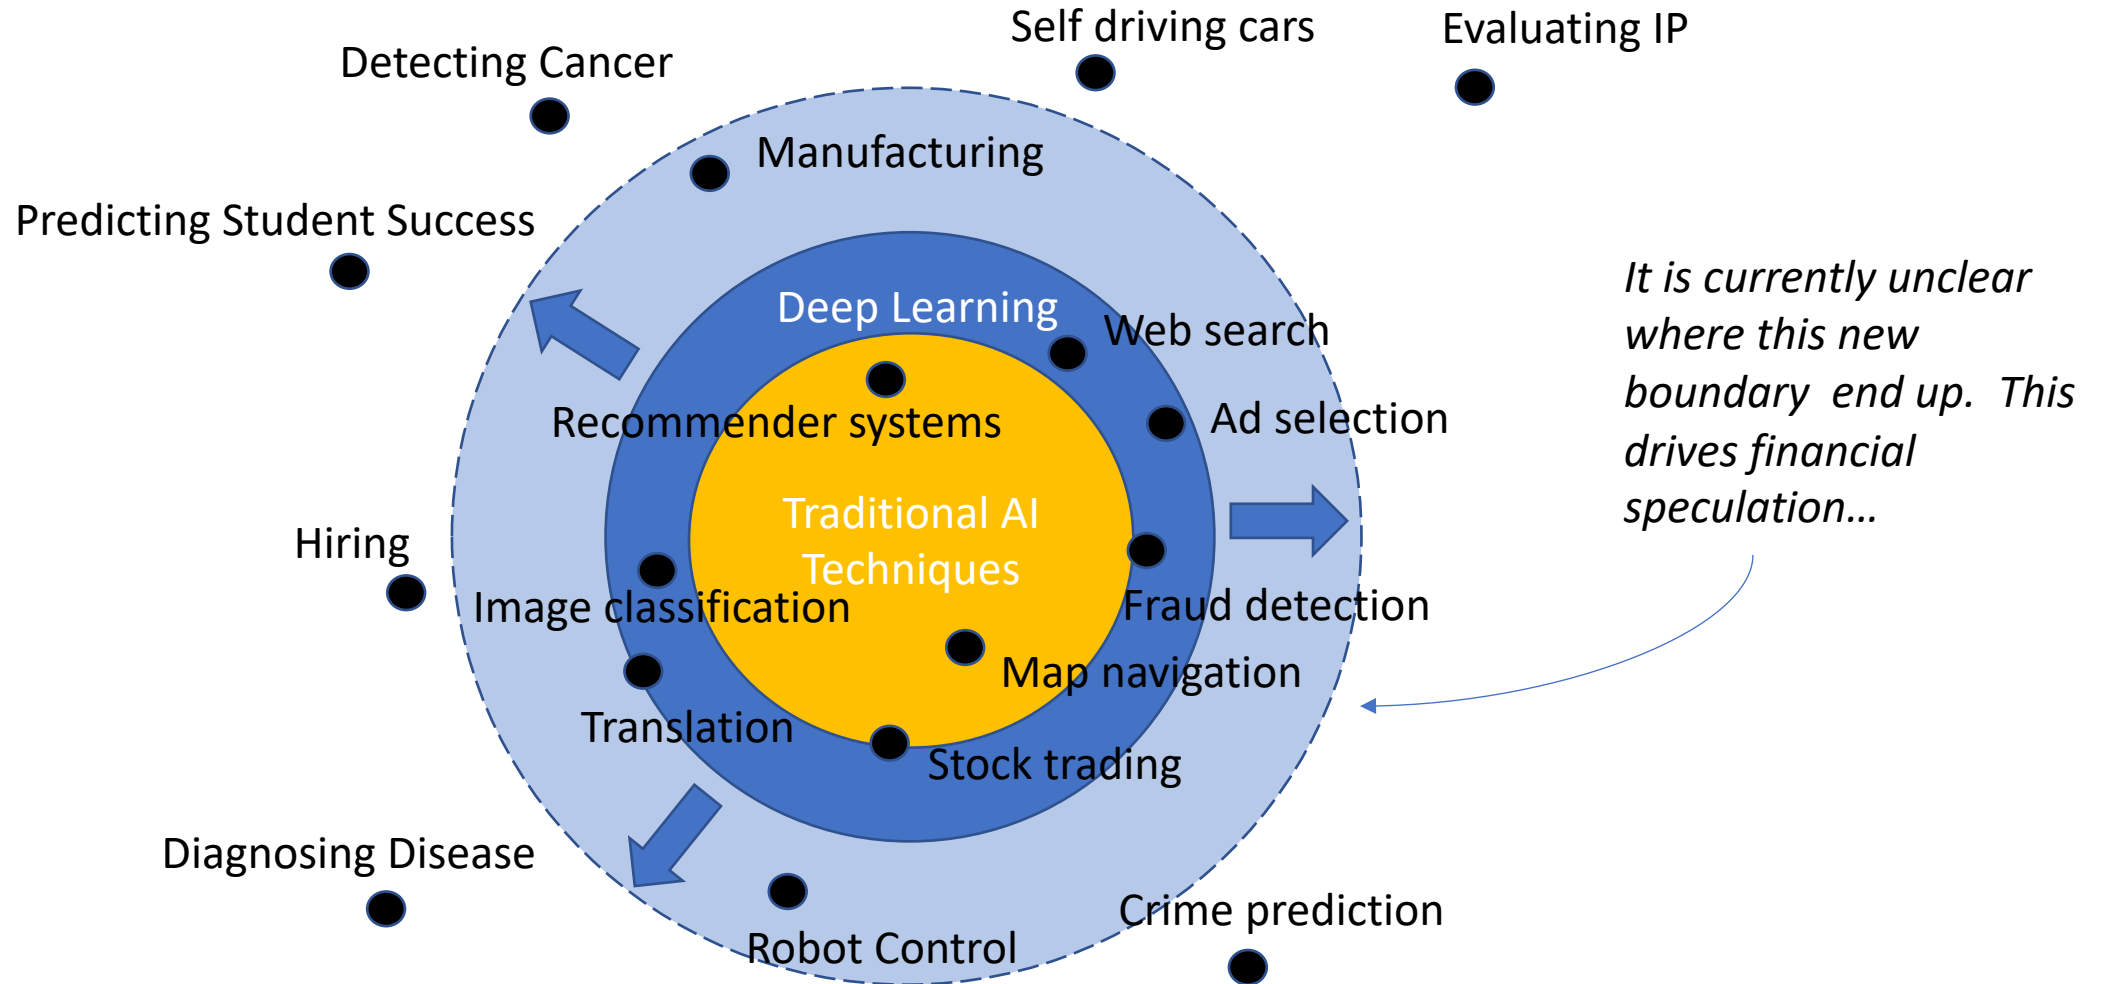 Self driving cars
Evaluating IP
Detecting Cancer
Manufacturing
Predicting Student Success
Deep Learning
Web search
Recommender systems
Ad selection
It is currently unclear
where this new
boundary  end up.  This
drives financial
speculation…
Traditional AI
Techniques
Hiring
Image classification
Fraud detection
Map navigation
Translation
Stock trading
Diagnosing Disease
Robot Control
Crime prediction